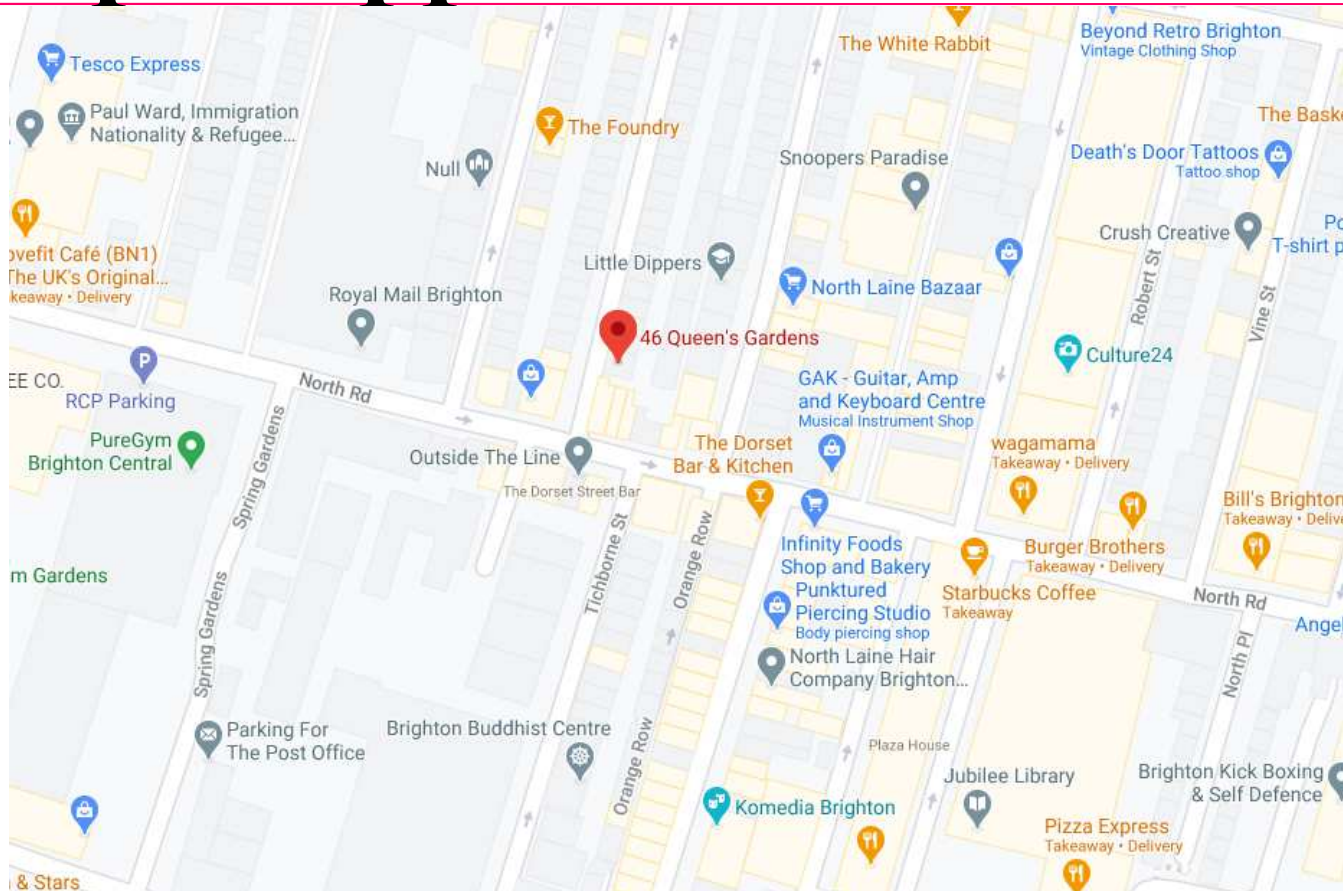 The White Rabbit
Beyond Retro Brighton
Vintage Clothing Shop
Tesco Express
Paul Ward, Immigration
Nationality & Refugee...
The Foundry
The Bask
Null
Snoopers Paradise
Death's Door Tattoos
Tattoo shop
Crush Creative
T-shirt p
ovefit Café (BN1)
The UK's Original...
keaway • Delivery
Little Dippers
Royal Mail Brighton
North Laine Bazaar
Robert St
Vine St
46 Queen's Gardens
Culture24
EE CO.
RCP Parking
North Rd
GAK - Guitar, Amp
and Keyboard Centre
Musical Instrument Shop
PureGym
Brighton Central
Spring Gardens
Outside The Line
The Dorset Street Bar
The Dorset
Bar & Kitchen
wagamama
Takeaway • Delivery
Bill's Brighton
Takeaway • Deliv
Tichborne St
Orange Row
Infinity Foods
Shop and Bakery
Burger Brothers
Takeaway • Delivery
m Gardens
Spring Gardens
Punktured
Piercing Studio
Body piercing shop
Starbucks Coffee
Takeaway
North Rd
Angel
North Pl
North Laine Hair
Company Brighton...
Parking For
The Post Office
Brighton Buddhist Centre
Orange Row
Plaza House
Jubilee Library
Brighton Kick Boxing
& Self Defence
Komedia Brighton
Pizza Express
Takeaway • Delivery
& Stars